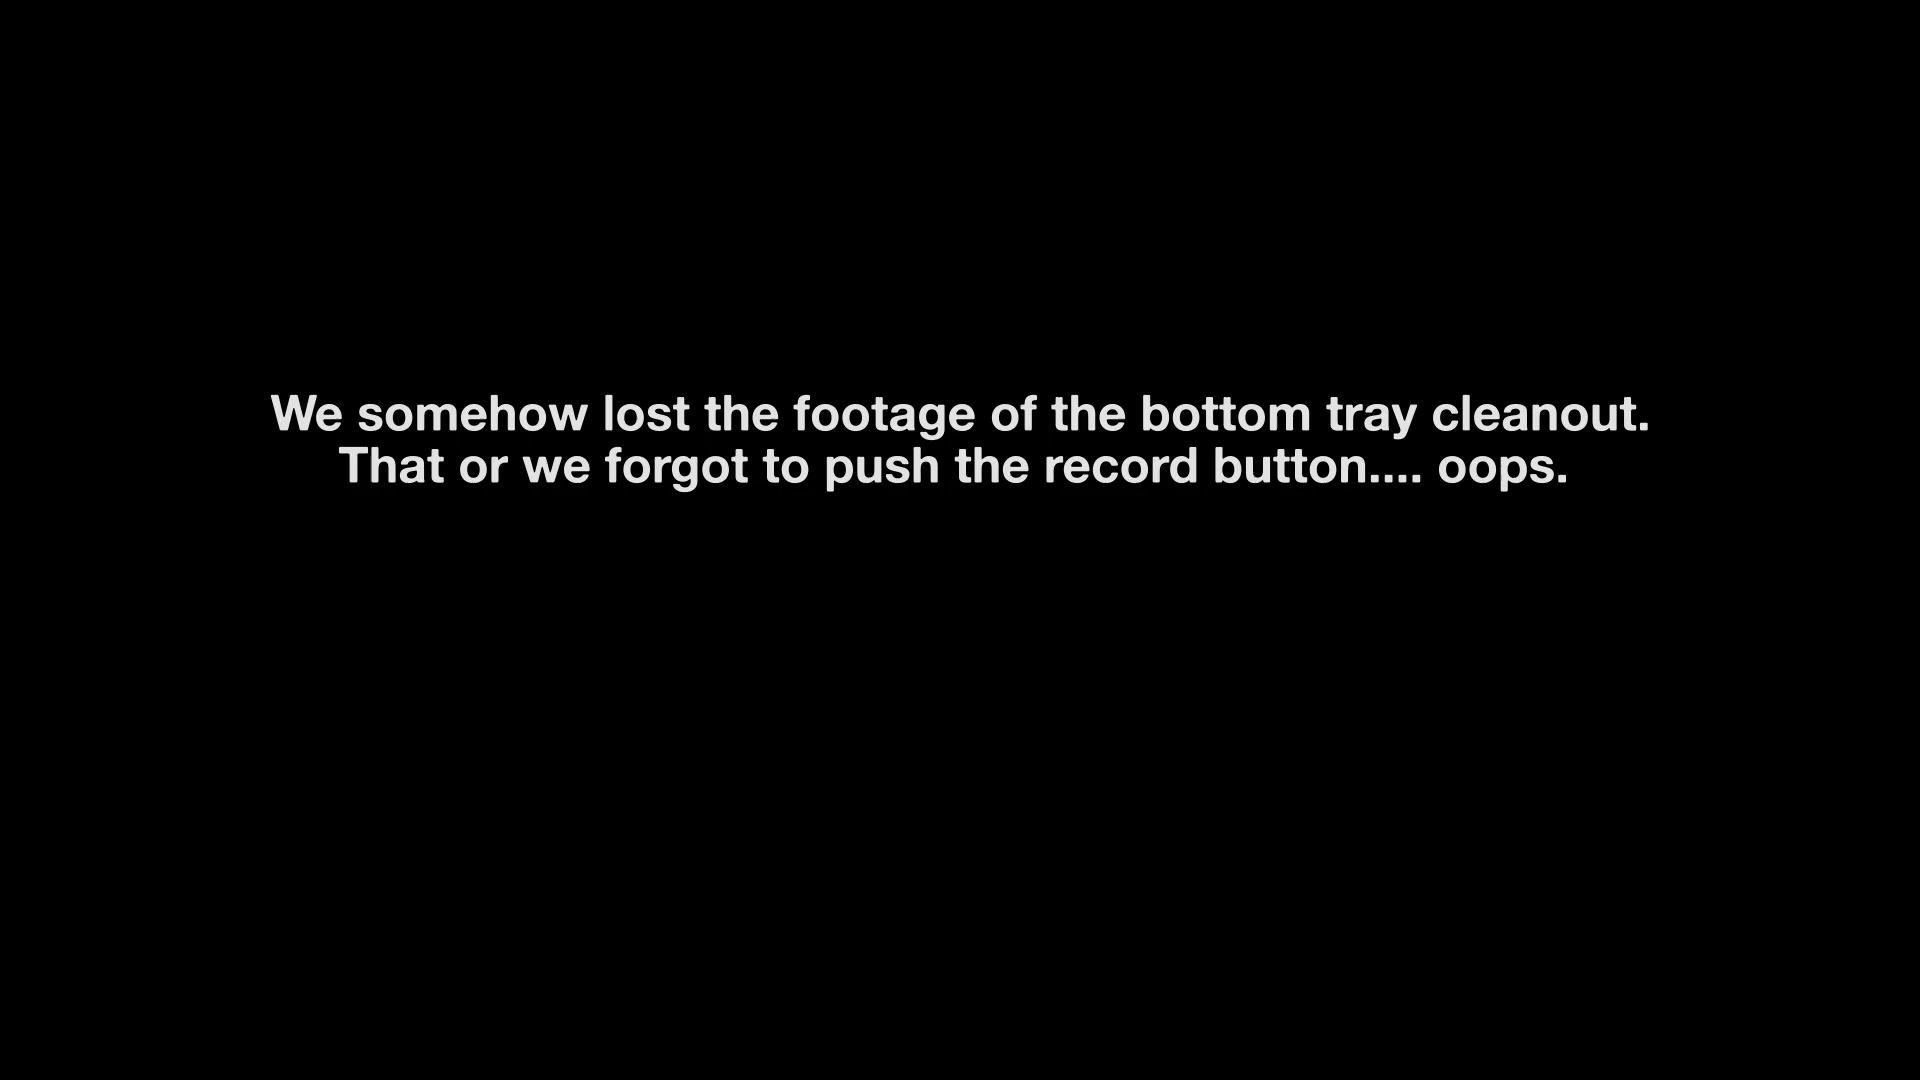 We somehow lost the footage of the bottom tray cleanout.
That or we forgot to push the record button.... oops.